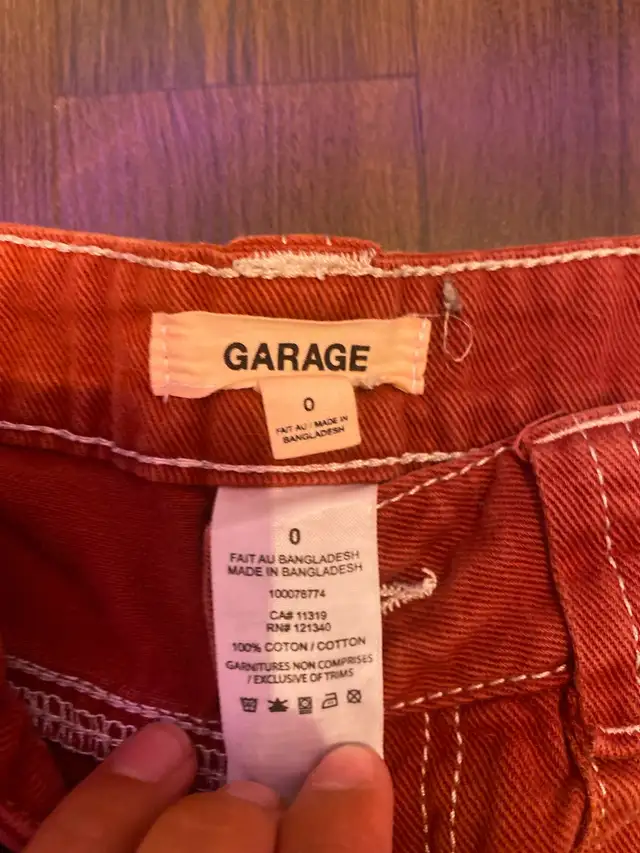 GARAGE
0
FAIT AU / MADE IN
BANGLADESH
0
FAIT AU BANGLADESH
MADE IN BANGLADESH
100078774
CA# 11319
RN# 121340
100% COTON / COTTON
GARNITURES NON COMPRISES
/ EXCLUSIVE OF TRIMS